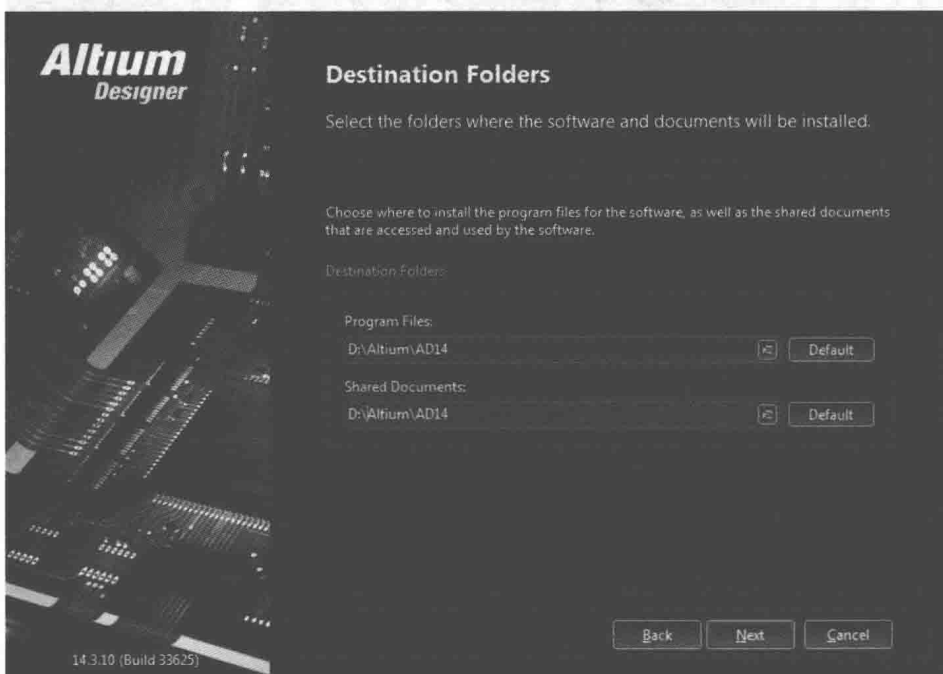 Altium
Designer
Destination Folders
Select the folders where the software and documents will be installed.
Choose where to install the program files for the software, as well as the shared documents
that are accessed and used by the software.
Destination Folders
Program Files:
D:\Altium\AD14
Default
Shared Documents:
D:\Altium\AD14
Default
Back
Next
Cancel
14.3.10 (Build 33625)